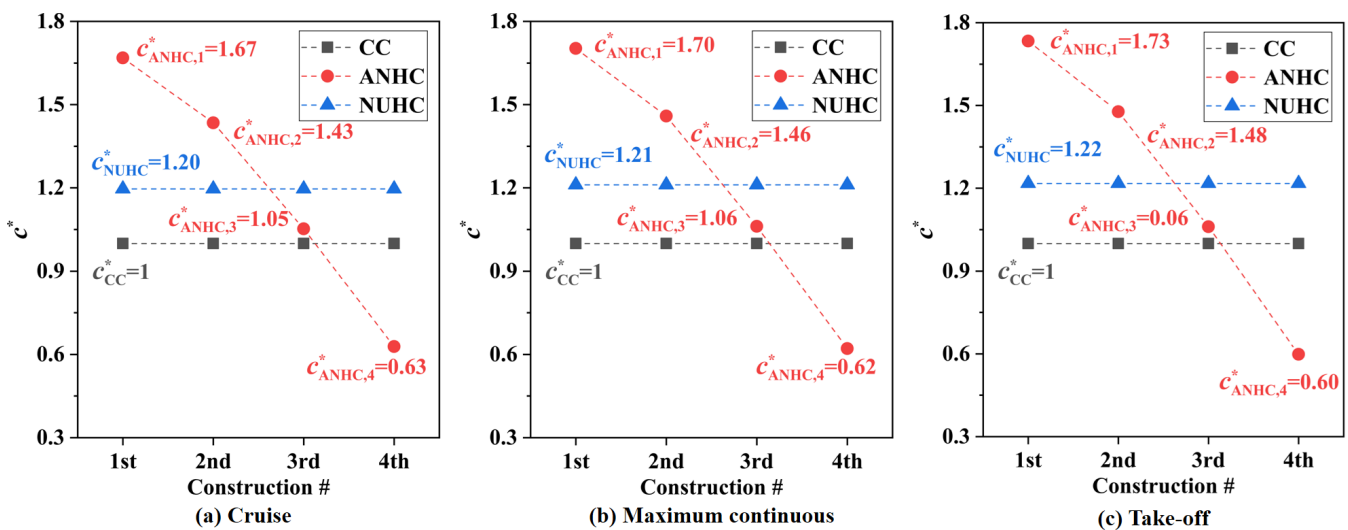 1.8
1.5
1.2
0.9
0.6
0.3
c*
c*ANHC,1=1.67
CC
ANHC
NUHC
c*ANHC,2=1.43
c*NUHC=1.20
c*ANHC,3=1.05
c*CC=1
c*ANHC,4=0.63
1st 2nd 3rd 4th
Construction #
(a) Cruise
1.8
1.5
1.2
0.9
0.6
0.3
c*
c*ANHC,1=1.70
CC
ANHC
NUHC
c*ANHC,2=1.46
c*NUHC=1.21
c*ANHC,3=1.06
c*CC=1
c*ANHC,4=0.62
1st 2nd 3rd 4th
Construction #
(b) Maximum continuous
1.8
1.5
1.2
0.9
0.6
0.3
c*
c*ANHC,1=1.73
CC
ANHC
NUHC
c*ANHC,2=1.48
c*NUHC=1.22
c*ANHC,3=0.06
c*CC=1
c*ANHC,4=0.60
1st 2nd 3rd 4th
Construction #
(c) Take-off